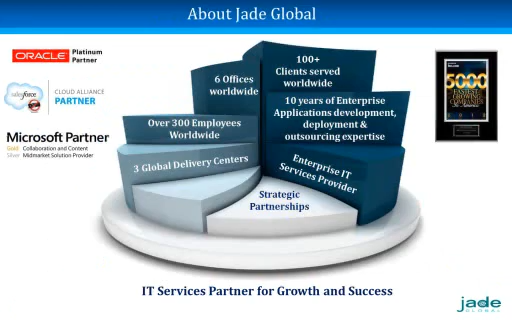 About Jade Global
ORACLE Platinum
Partner
salesforce
CLOUD ALLIANCE
PARTNER
Microsoft Partner
Gold Collaboration and Content
Silver Midmarket Solution Provider
100+
Clients served
worldwide
6 Offices
worldwide
10 years of Enterprise
Applications development,
deployment &
outsourcing expertise
Over 300 Employees
Worldwide
3 Global Delivery Centers
Enterprise IT
Services Provider
Strategic
Partnerships
5000
FASTEST
GROWING
COMPANIES
IT Services Partner for Growth and Success
jade
GLOBAL